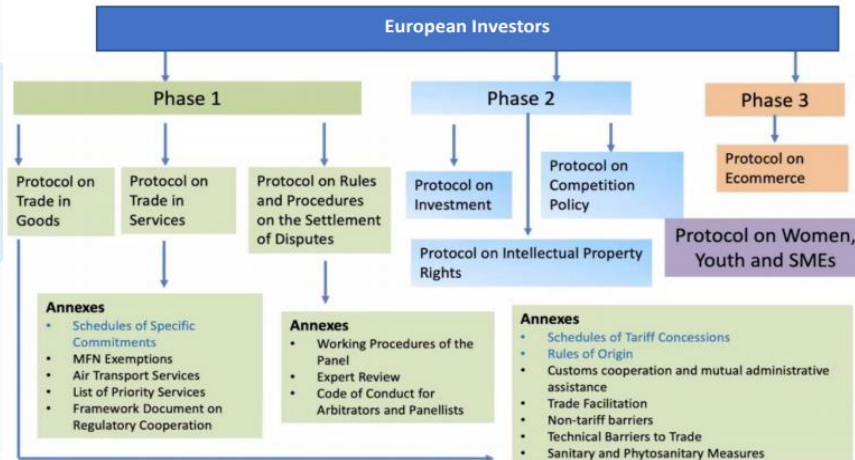 European Investors
Phase 1
Phase 2
Phase 3
Protocol on
Trade in
Goods
Protocol on
Trade in
Services
Protocol on Rules
and Procedures
on the Settlement
of Disputes
Protocol on
Investment
Protocol on
Competition
Policy
Protocol on Intellectual Property
Rights
Protocol on
Ecommerce
Protocol on Women,
Youth and SMEs
Annexes
• Schedules of Specific
Commitments
• MFN Exemptions
• Air Transport Services
• List of Priority Services
• Framework Document on
Regulatory Cooperation
Annexes
• Working Procedures of the
Panel
• Expert Review
• Code of Conduct for
Arbitrators and Panellists
Annexes
• Schedules of Tariff Concessions
• Rules of Origin
• Customs cooperation and mutual administrative
assistance
• Trade Facilitation
• Non-tariff barriers
• Technical Barriers to Trade
• Sanitary and Phytosanitary Measures